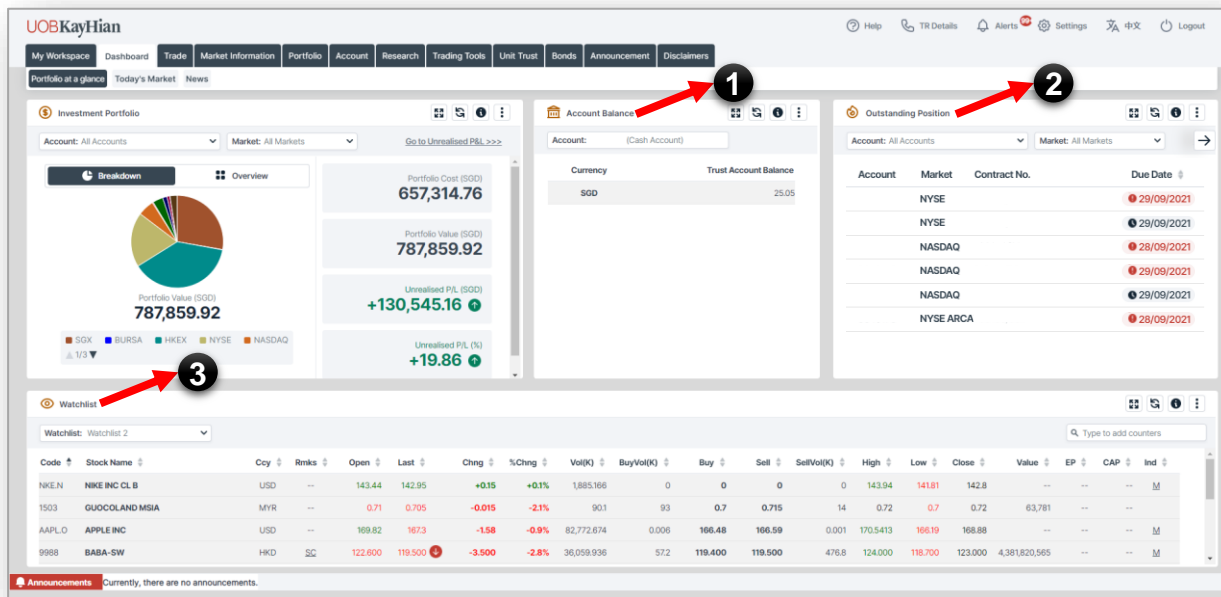 UOBKayHian
Help TR Details Alerts 99+ Settings 中文 Logout
My Workspace Dashboard Trade Market Information Portfolio Account Research Trading Tools Unit Trust Bonds Announcement Disclaimers
Portfolio at a glance Today's Market News
1
2
Investment Portfolio
Account: All Accounts Market: All Markets Go to Unrealised P&L >>>
Breakdown Overview
Portfolio Value (SGD)
787,859.92
SGX BURSA HKEX NYSE NASDAQ
1/3
Portfolio Cost (SGD)
657,314.76
Portfolio Value (SGD)
787,859.92
Unrealised P/L (SGD)
+130,545.16
Unrealised P/L (%)
+19.86
Account Balance
Account: (Cash Account)
Currency Trust Account Balance
SGD 25.05
Outstanding Position
Account: All Accounts Market: All Markets
Account Market Contract No. Due Date
NYSE 29/09/2021
NYSE 29/09/2021
NASDAQ 28/09/2021
NASDAQ 29/09/2021
NASDAQ 29/09/2021
NYSE ARCA 28/09/2021
3
Watchlist
Watchlist: Watchlist 2 Type to add counters
Code Stock Name Ccy Rmks Open Last Chng %Chng Vol(K) BuyVol(K) Buy Sell SellVol(K) High Low Close Value EP CAP Ind
NKE.N NIKE INC CL B USD -- 143.44 142.95 +0.15 +0.1% 1,885.166 0 0 0 0 143.94 141.81 142.8 -- -- -- M
1503 GUOCOLAND MSIA MYR -- 0.71 0.705 -0.015 -2.1% 90.1 93 0.7 0.715 14 0.72 0.7 0.72 63,781 -- --
AAPL.O APPLE INC USD -- 169.82 167.3 -1.58 -0.9% 82,772.674 0.006 166.48 166.59 0.001 170.5413 166.19 168.88 -- -- -- M
9988 BABA-SW HKD SC 122.600 119.500 -3.500 -2.8% 36,059.936 57.2 119.400 119.500 476.8 124.000 118.700 123.000 4,381,820,565 -- -- M
Announcements Currently, there are no announcements.